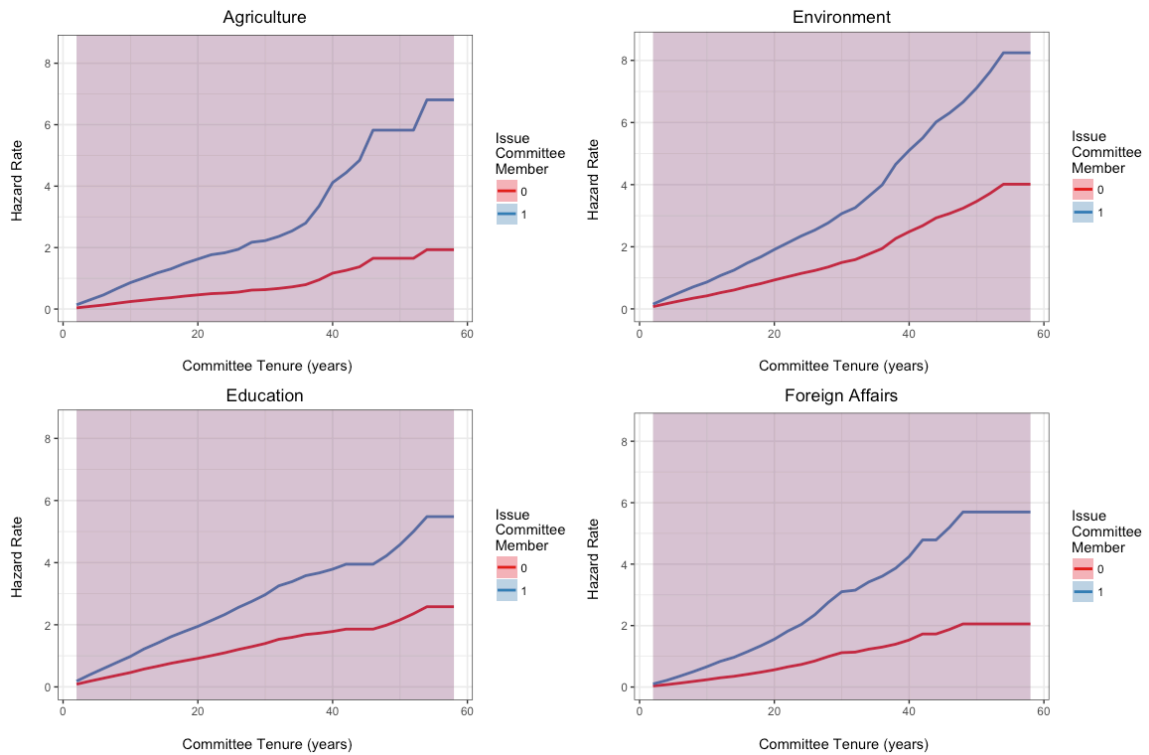 Agriculture
Hazard Rate
8
6
4
2
0
0
20
40
60
Committee Tenure (years)
Issue
Committee
Member
0
1
Environment
Hazard Rate
8
6
4
2
0
0
20
40
60
Committee Tenure (years)
Issue
Committee
Member
0
1
Education
Hazard Rate
8
6
4
2
0
0
20
40
60
Committee Tenure (years)
Issue
Committee
Member
0
1
Foreign Affairs
Hazard Rate
8
6
4
2
0
0
20
40
60
Committee Tenure (years)
Issue
Committee
Member
0
1